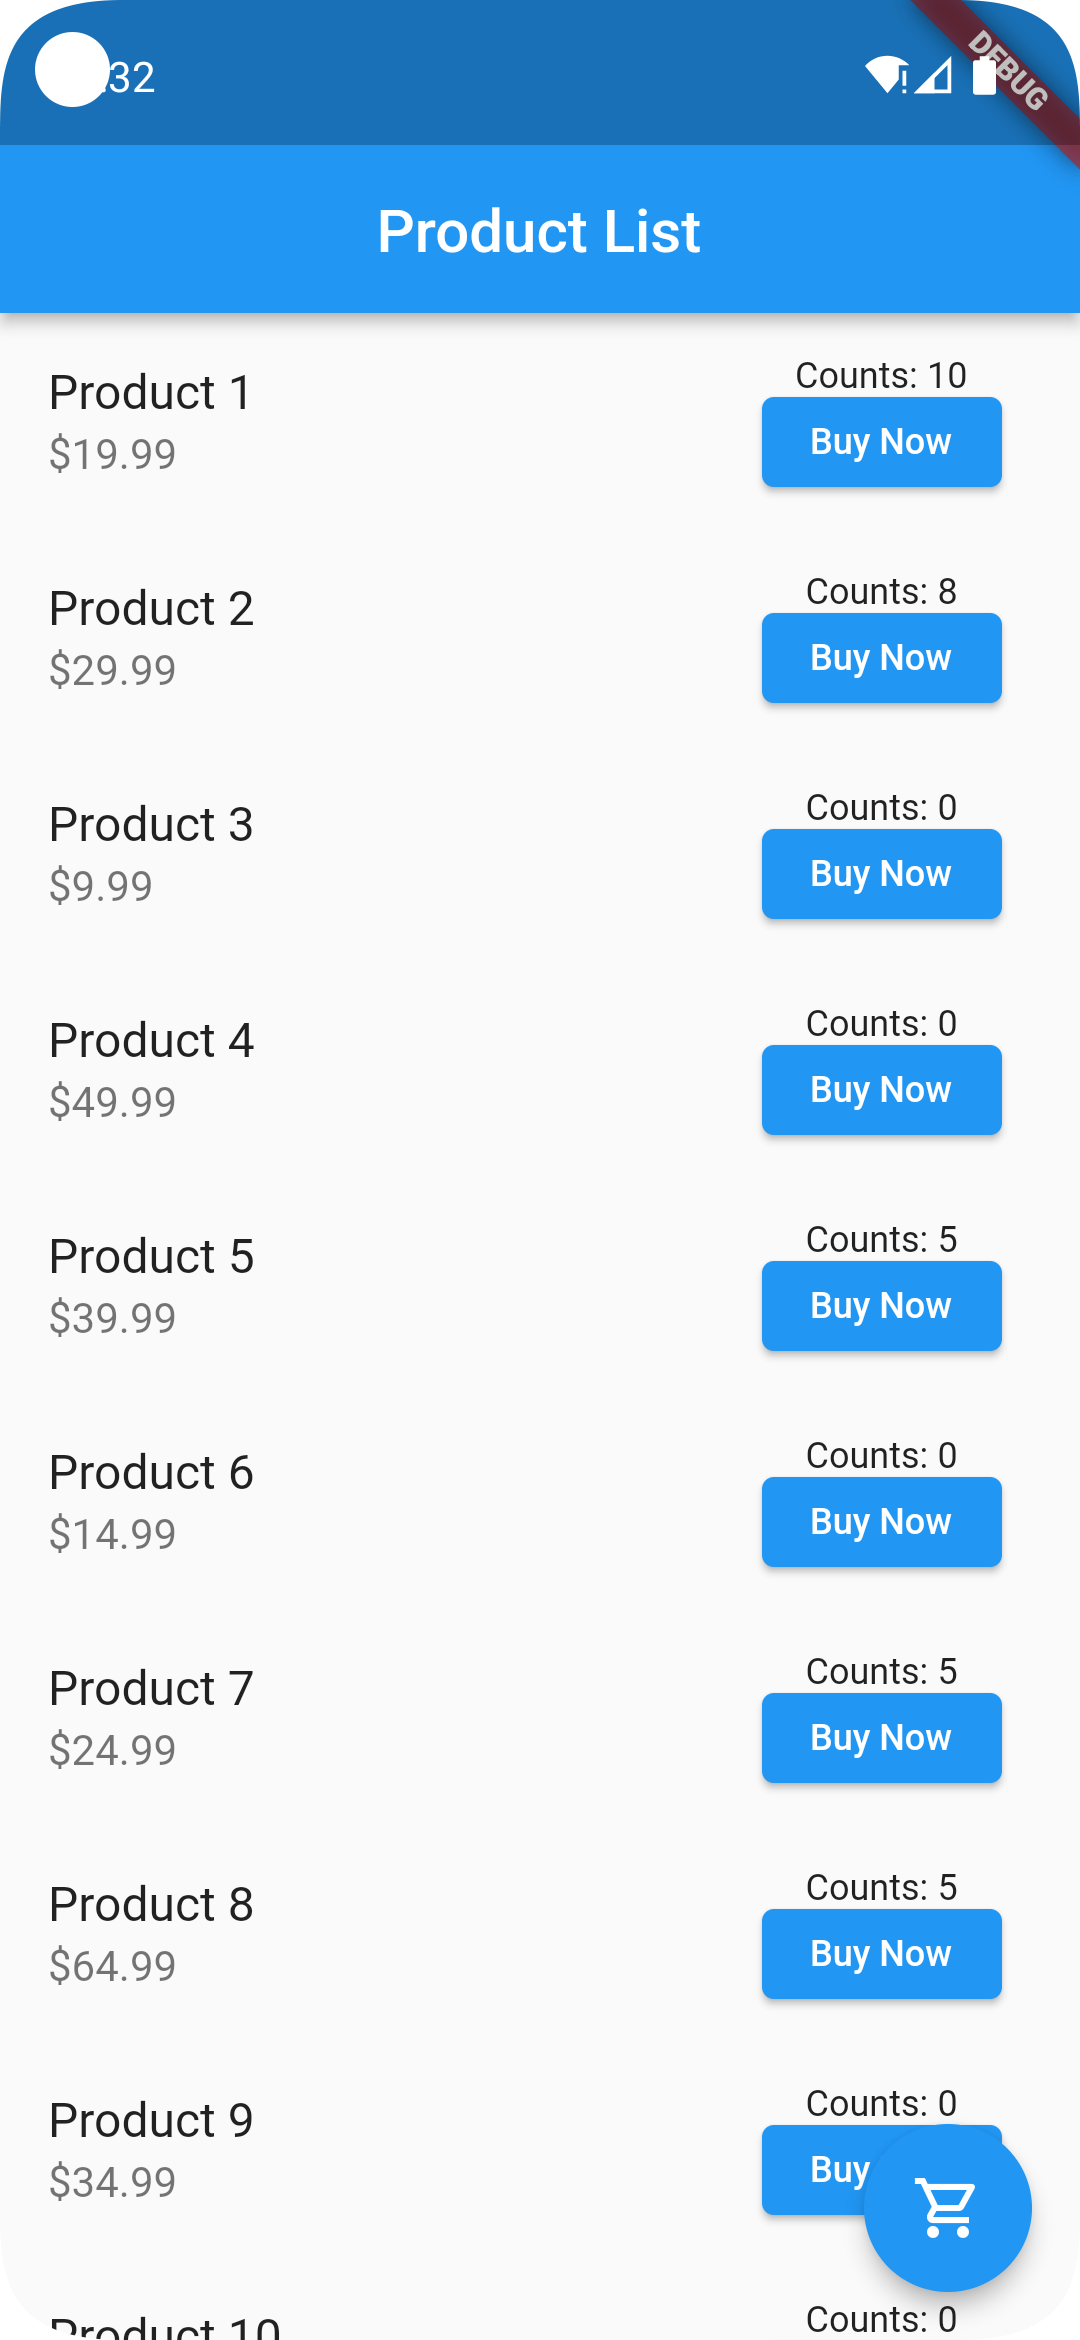 32
DEBUG
Product List
Product 1
Counts: 10
$19.99
Buy Now
Product 2
Counts: 8
$29.99
Buy Now
Product 3
Counts: 0
$9.99
Buy Now
Product 4
Counts: 0
$49.99
Buy Now
Product 5
Counts: 5
$39.99
Buy Now
Product 6
Counts: 0
$14.99
Buy Now
Product 7
Counts: 5
$24.99
Buy Now
Product 8
Counts: 5
$64.99
Buy Now
Product 9
Counts: 0
$34.99
Buy
Product 10
Counts: 0